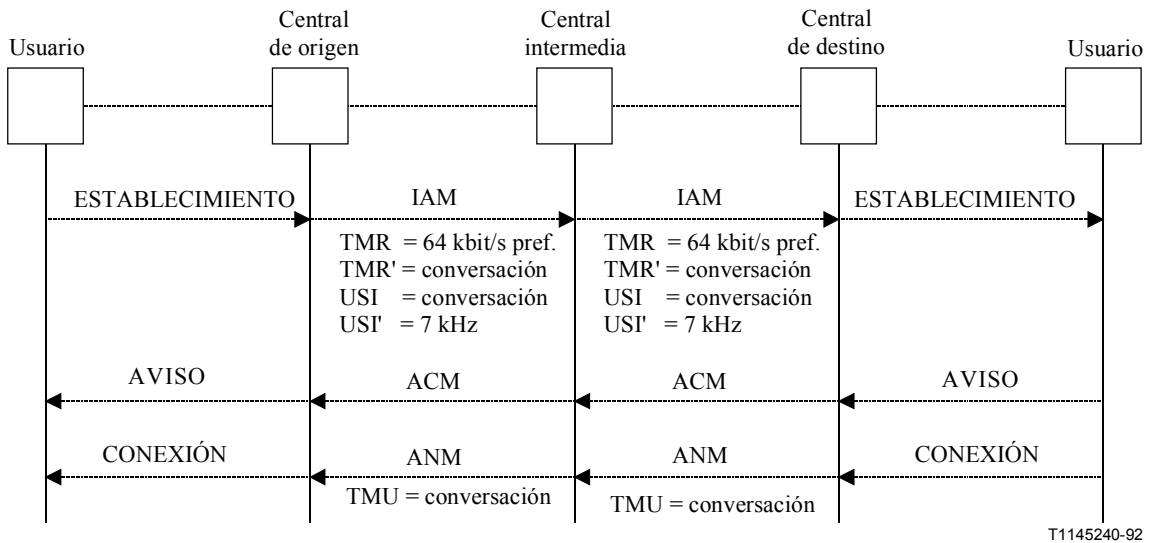 Usuario
Central
de origen
Central
intermedia
Central
de destino
Usuario
ESTABLECIMIENTO
IAM
IAM
ESTABLECIMIENTO
TMR = 64 kbit/s pref.
TMR' = conversación
USI = conversación
USI' = 7 kHz
TMR = 64 kbit/s pref.
TMR' = conversación
USI = conversación
USI' = 7 kHz
AVISO
ACM
ACM
AVISO
CONEXIÓN
ANM
ANM
CONEXIÓN
TMU = conversación
TMU = conversación
T1145240-92